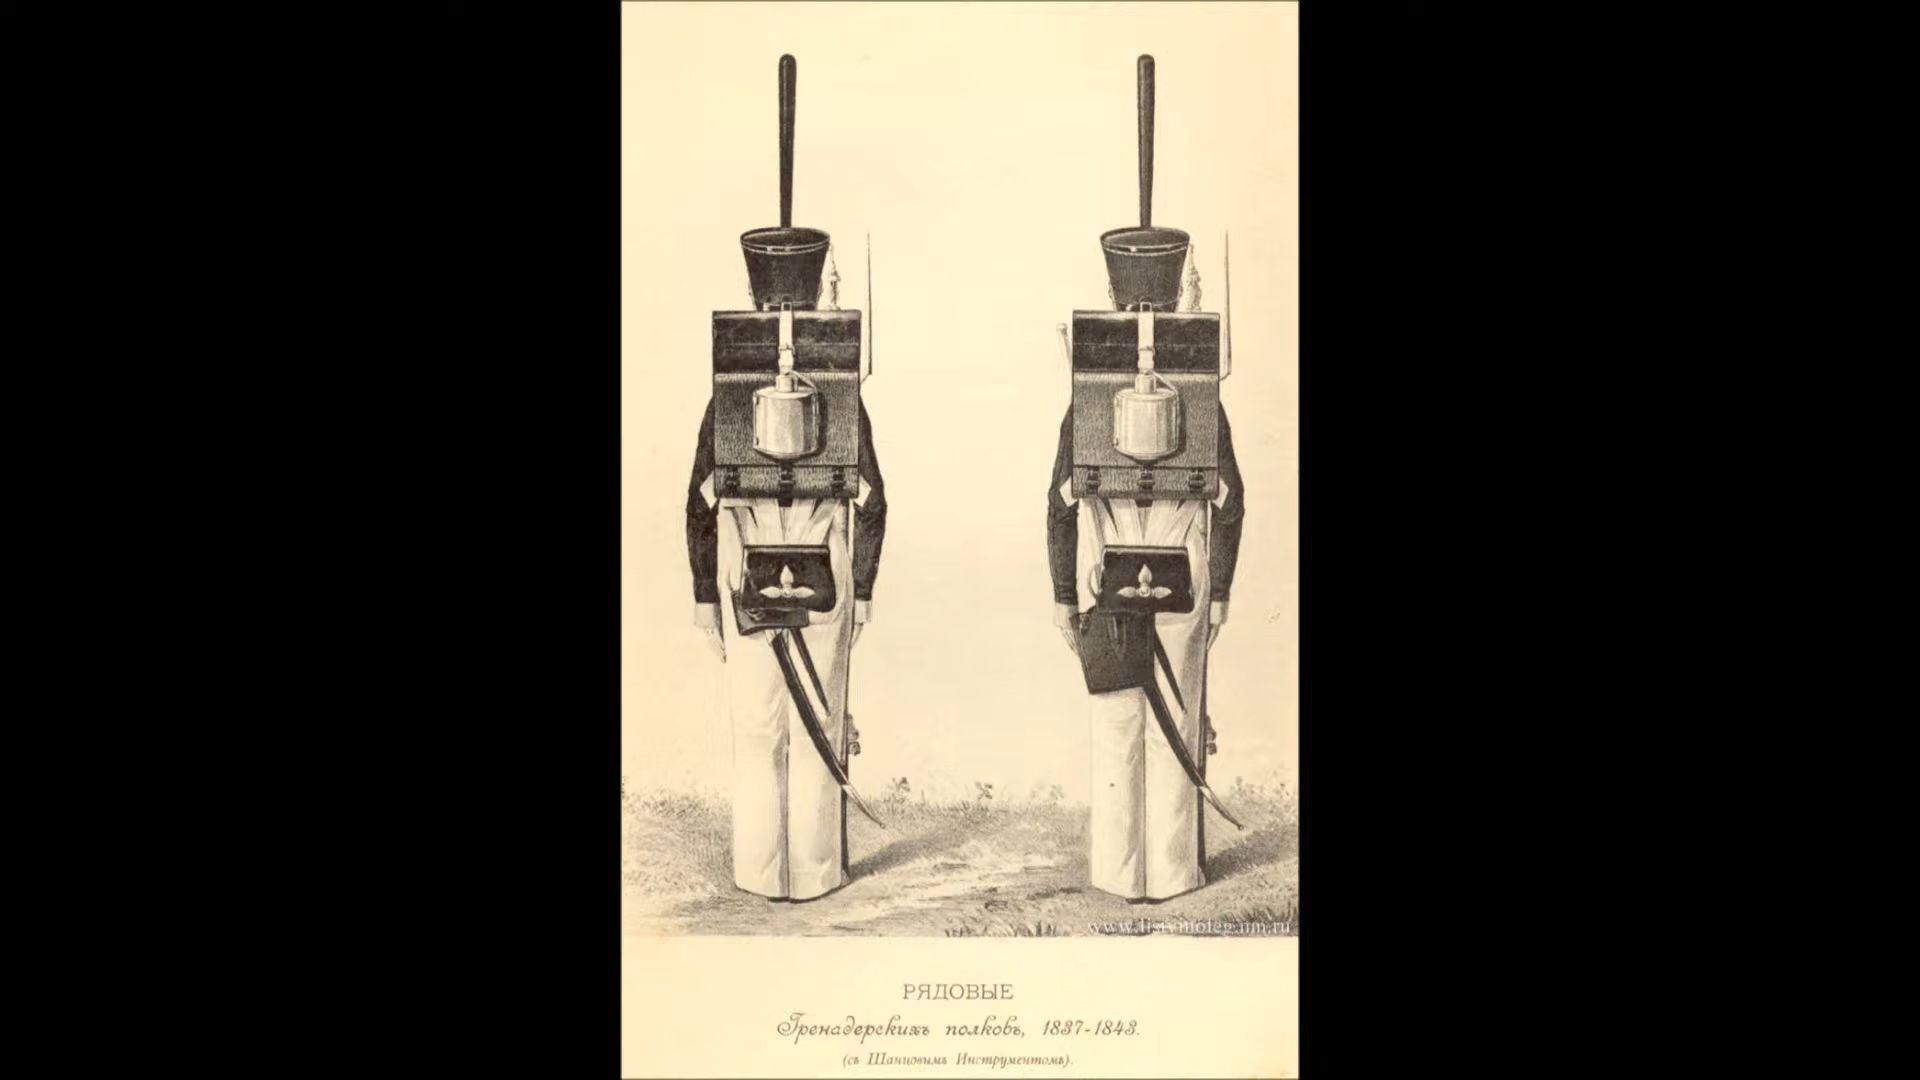 РЯДОВЫЕ
Гренадерскихъ полковъ, 1837-1843.
(съ Шанцовымъ Инструментомъ).